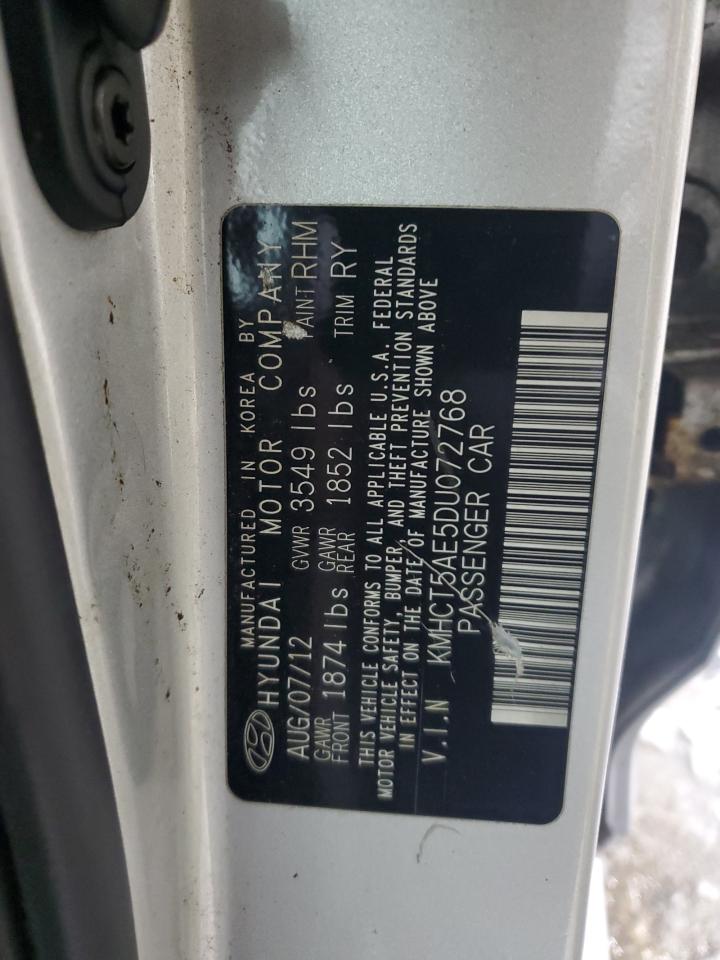 MANUFACTURED IN KOREA BY
HYUNDAI MOTOR COMPANY
AUG/07/12 GVWR 3549 lbs PAINT RHM
GAWR FRONT 1874 lbs GAWR REAR 1852 lbs TRIM RY
THIS VEHICLE CONFORMS TO ALL APPLICABLE U.S.A. FEDERAL
MOTOR VEHICLE SAFETY, BUMPER, AND THEFT PREVENTION STANDARDS
IN EFFECT ON THE DATE OF MANUFACTURE SHOWN ABOVE
V.I.N KMHCT5AE5DU072768
PASSENGER CAR